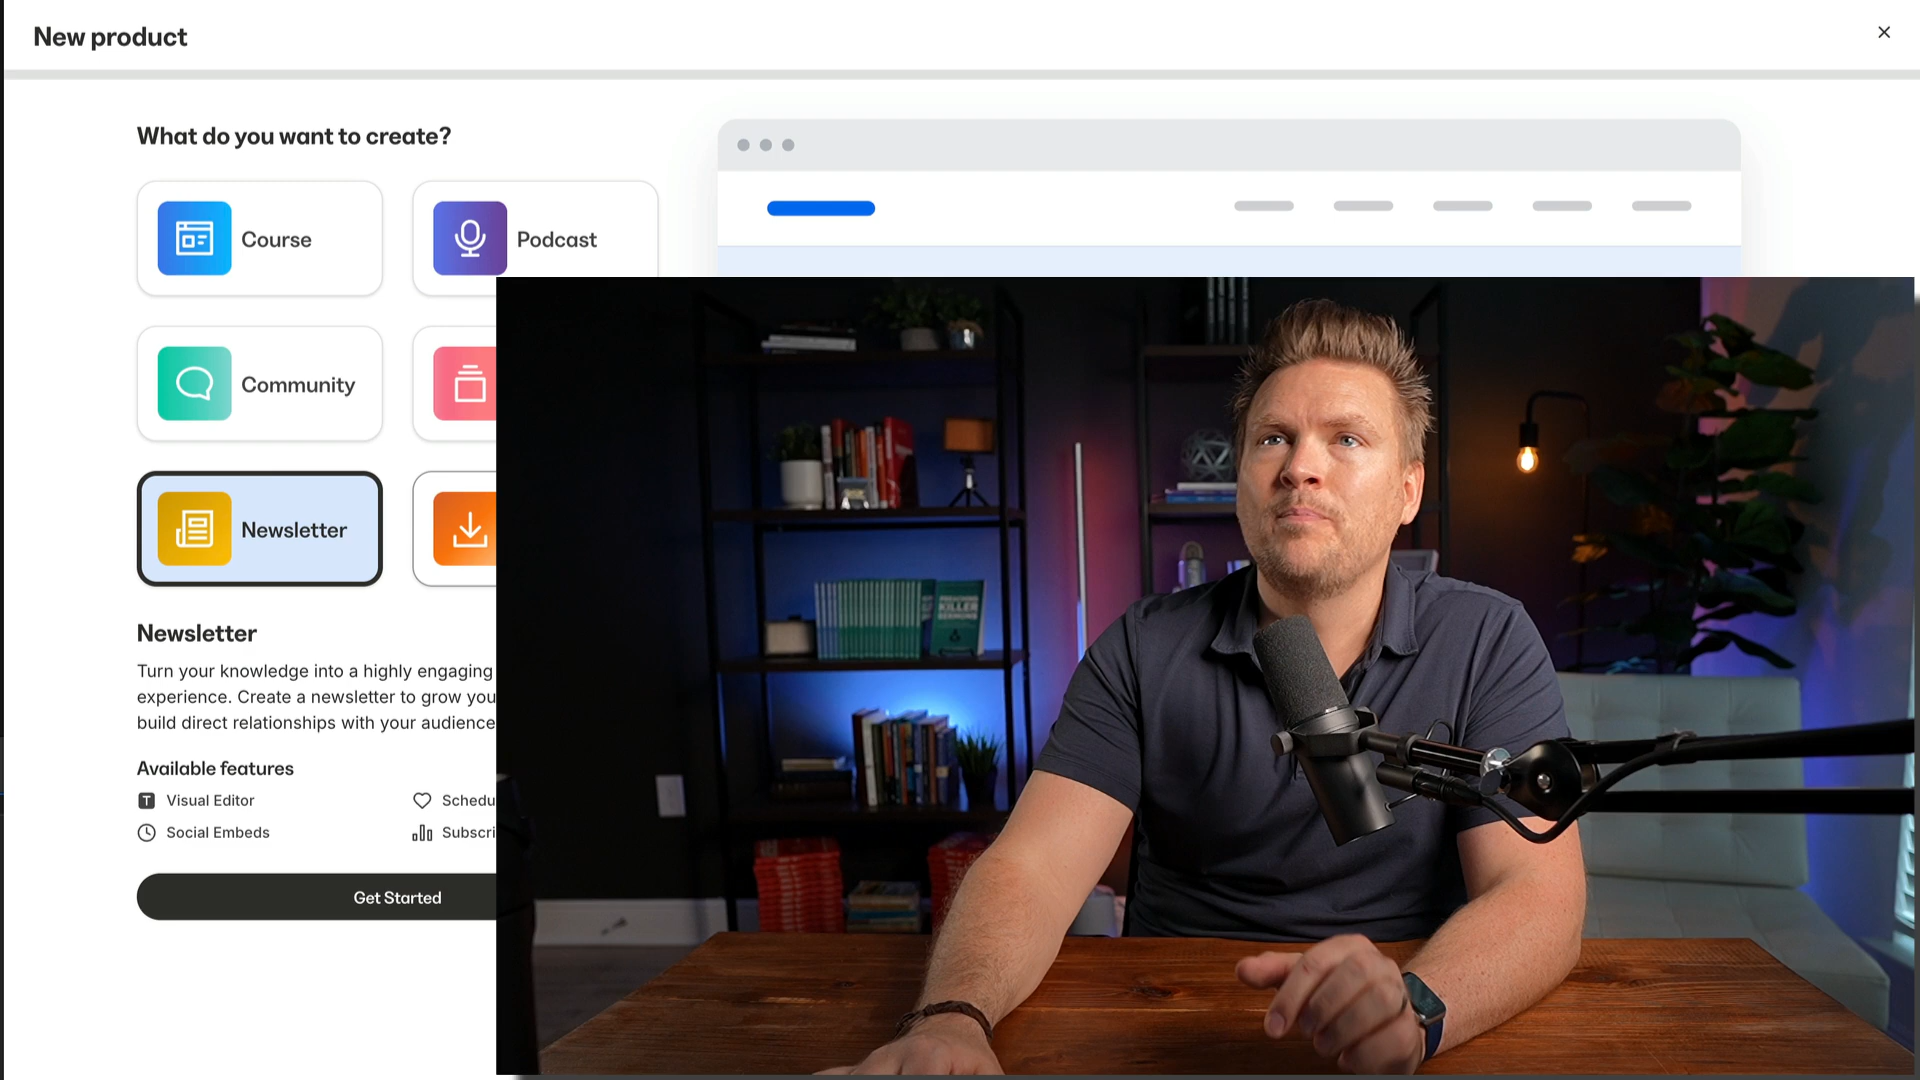 New product
What do you want to create?
Course
Podcast
Community
Newsletter
Newsletter
Turn your knowledge into a highly engaging
experience. Create a newsletter to grow you
build direct relationships with your audience
Available features
Visual Editor
Schedu
Social Embeds
Subscri
Get Started
KILLER
SERMONS